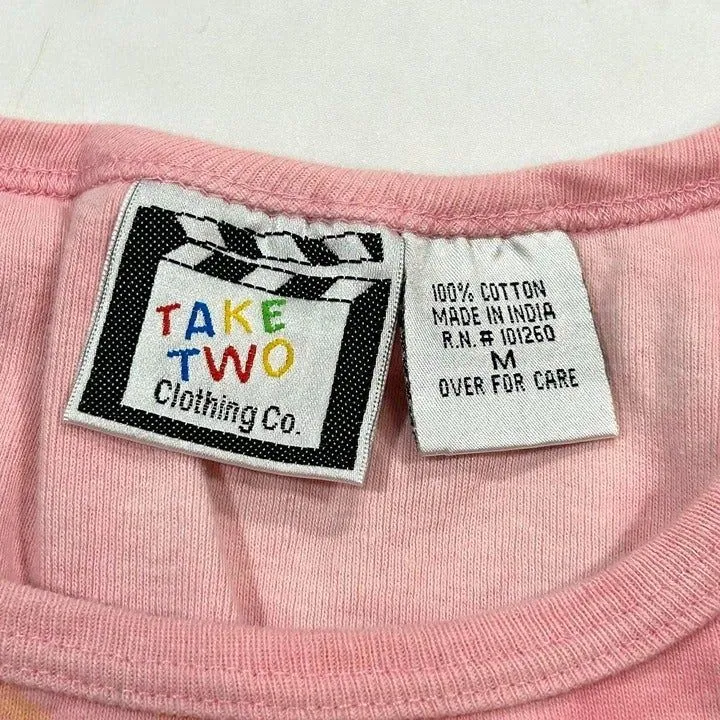 TAKE
TWO
Clothing Co.
100% COTTON
MADE IN INDIA
R.N. # 101260
M
OVER FOR CARE